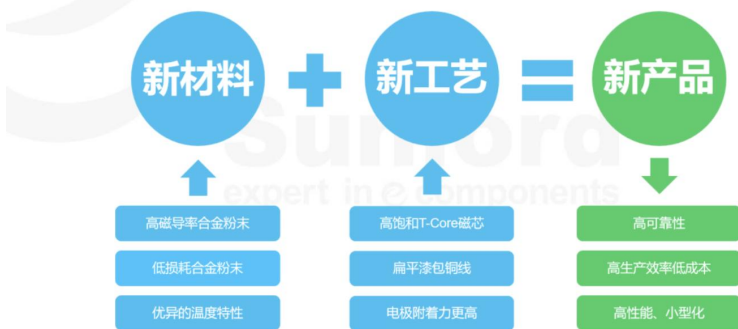 新材料 + 新工艺 = 新产品
Sunlord
expert in e components
高磁导率合金粉末 高饱和T-Core磁芯 高可靠性
低损耗合金粉末 扁平漆包铜线 高生产效率低成本
优异的温度特性 电极附着力更高 高性能、小型化